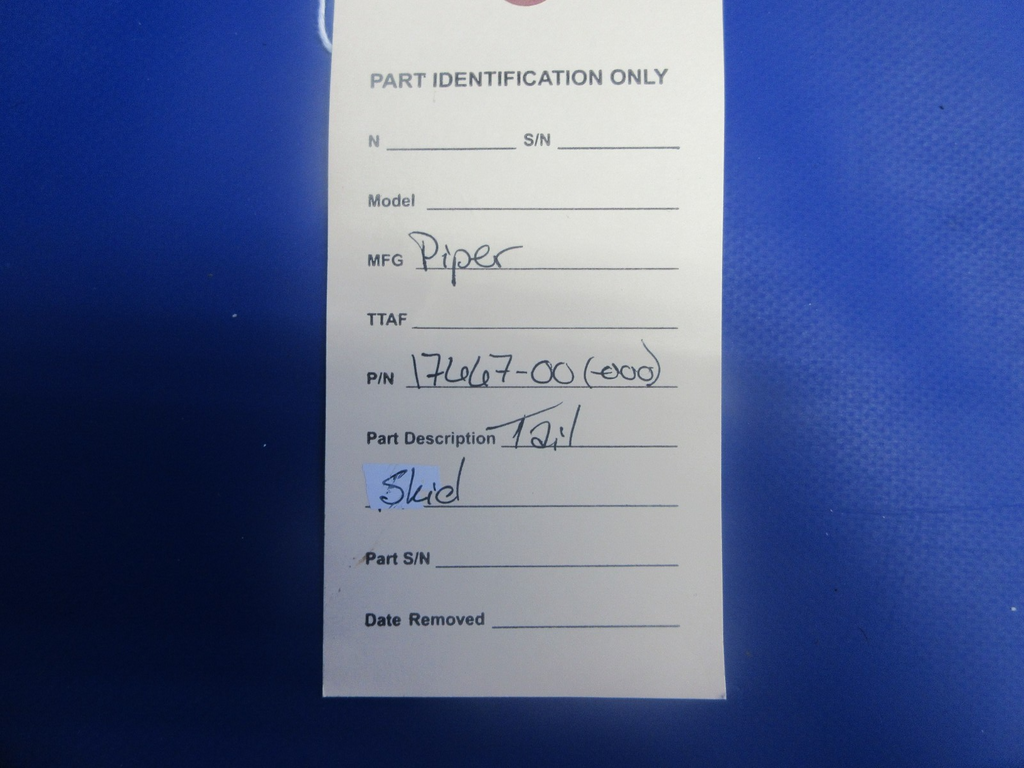 PART IDENTIFICATION ONLY
N S/N
Model
MFG Piper
TTAF
P/N 17667-00 (-000)
Part Description Tail
Skid
Part S/N
Date Removed